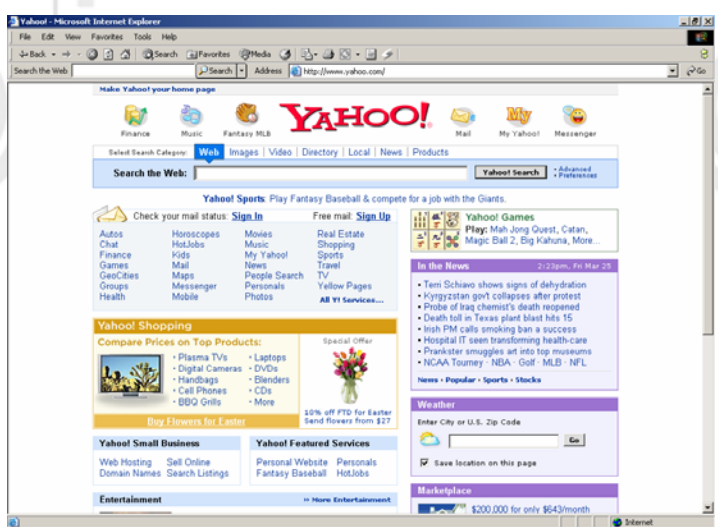 Yahoo! - Microsoft Internet Explorer
File Edit View Favorites Tools Help
Back Search Favorites Media
Search the Web Search Address http://www.yahoo.com/ Go
Make Yahoo! your home page
Finance Music Fantasy MLB YAHOO! Mail My Yahoo! Messenger
My
Select Search Category: Web Images | Video | Directory | Local | News | Products
Search the Web: Yahoo! Search · Advanced
· Preferences
Yahoo! Sports: Play Fantasy Baseball & compete for a job with the Giants.
Check your mail status: Sign In Free mail: Sign Up
Autos Horoscopes Movies Real Estate
Chat HotJobs Music Shopping
Finance Kids My Yahoo! Sports
Games Mail News Travel
GeoCities Maps People Search TV
Groups Messenger Personals Yellow Pages
Health Mobile Photos All Y! Services...
Yahoo! Shopping
Compare Prices on Top Products:
· Plasma TVs · Laptops
· Digital Cameras · DVDs
· Handbags · Blenders
· Cell Phones · CDs
· BBQ Grills · More
Buy Flowers for Easter
Special Offer
10% off FTD for Easter
Send flowers from $27
Yahoo! Small Business
Web Hosting Sell Online
Domain Names Search Listings
Yahoo! Featured Services
Personal Website Personals
Fantasy Baseball HotJobs
Entertainment » More Entertainment
Yahoo! Games
Play: Mah Jong Quest, Catan,
Magic Ball 2, Big Kahuna, More...
In the News 2:23pm, Fri Mar 25
• Terri Schiavo shows signs of dehydration
• Kyrgyzstan gov't collapses after protest
• Probe of Iraq chemist's death reopened
• Death toll in Texas plant blast hits 15
• Irish PM calls smoking ban a success
• Hospital IT seen transforming health-care
• Prankster smuggles art into top museums
• NCAA Tourney · NBA · Golf · MLB · NFL
News · Popular · Sports · Stocks
Weather
Enter City or U.S. Zip Code
Go
Save location on this page
Marketplace
$200,000 for only $643/month
Internet